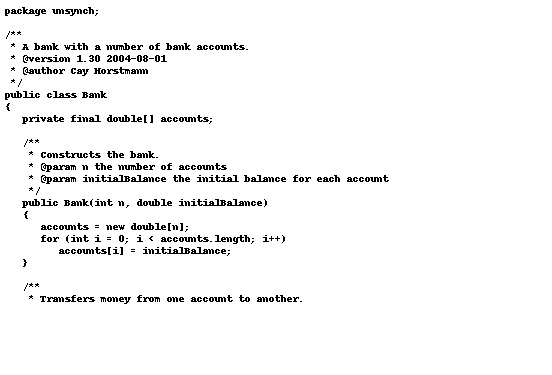 package unsynch;

/**
 * A bank with a number of bank accounts.
 * @version 1.30 2004-08-01
 * @author Cay Horstmann
 */
public class Bank
{
   private final double[] accounts;

   /**
    * Constructs the bank.
    * @param n the number of accounts
    * @param initialBalance the initial balance for each account
    */
   public Bank(int n, double initialBalance)
   {
      accounts = new double[n];
      for (int i = 0; i < accounts.length; i++)
         accounts[i] = initialBalance;
   }

   /**
    * Transfers money from one account to another.